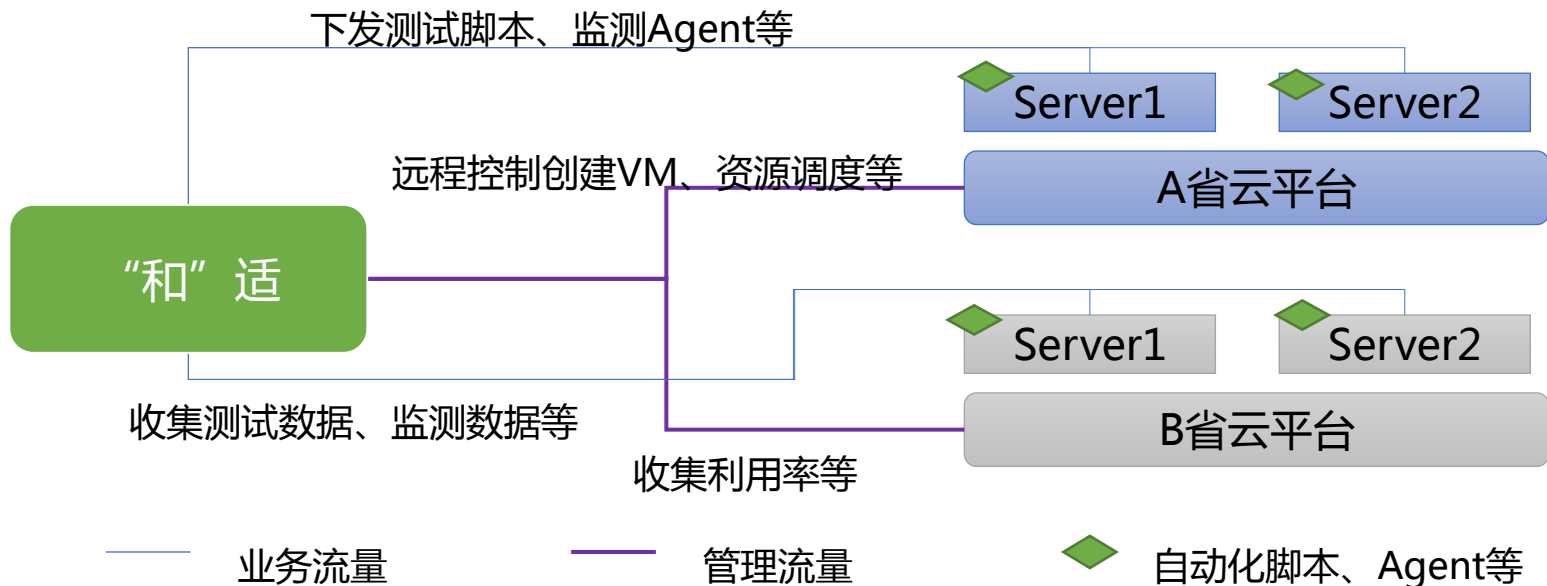 下发测试脚本、监测Agent等
Server1
Server2
远程控制创建VM、资源调度等
A省云平台
“和”适
Server1
Server2
收集测试数据、监测数据等
B省云平台
收集利用率等
业务流量
管理流量
自动化脚本、Agent等